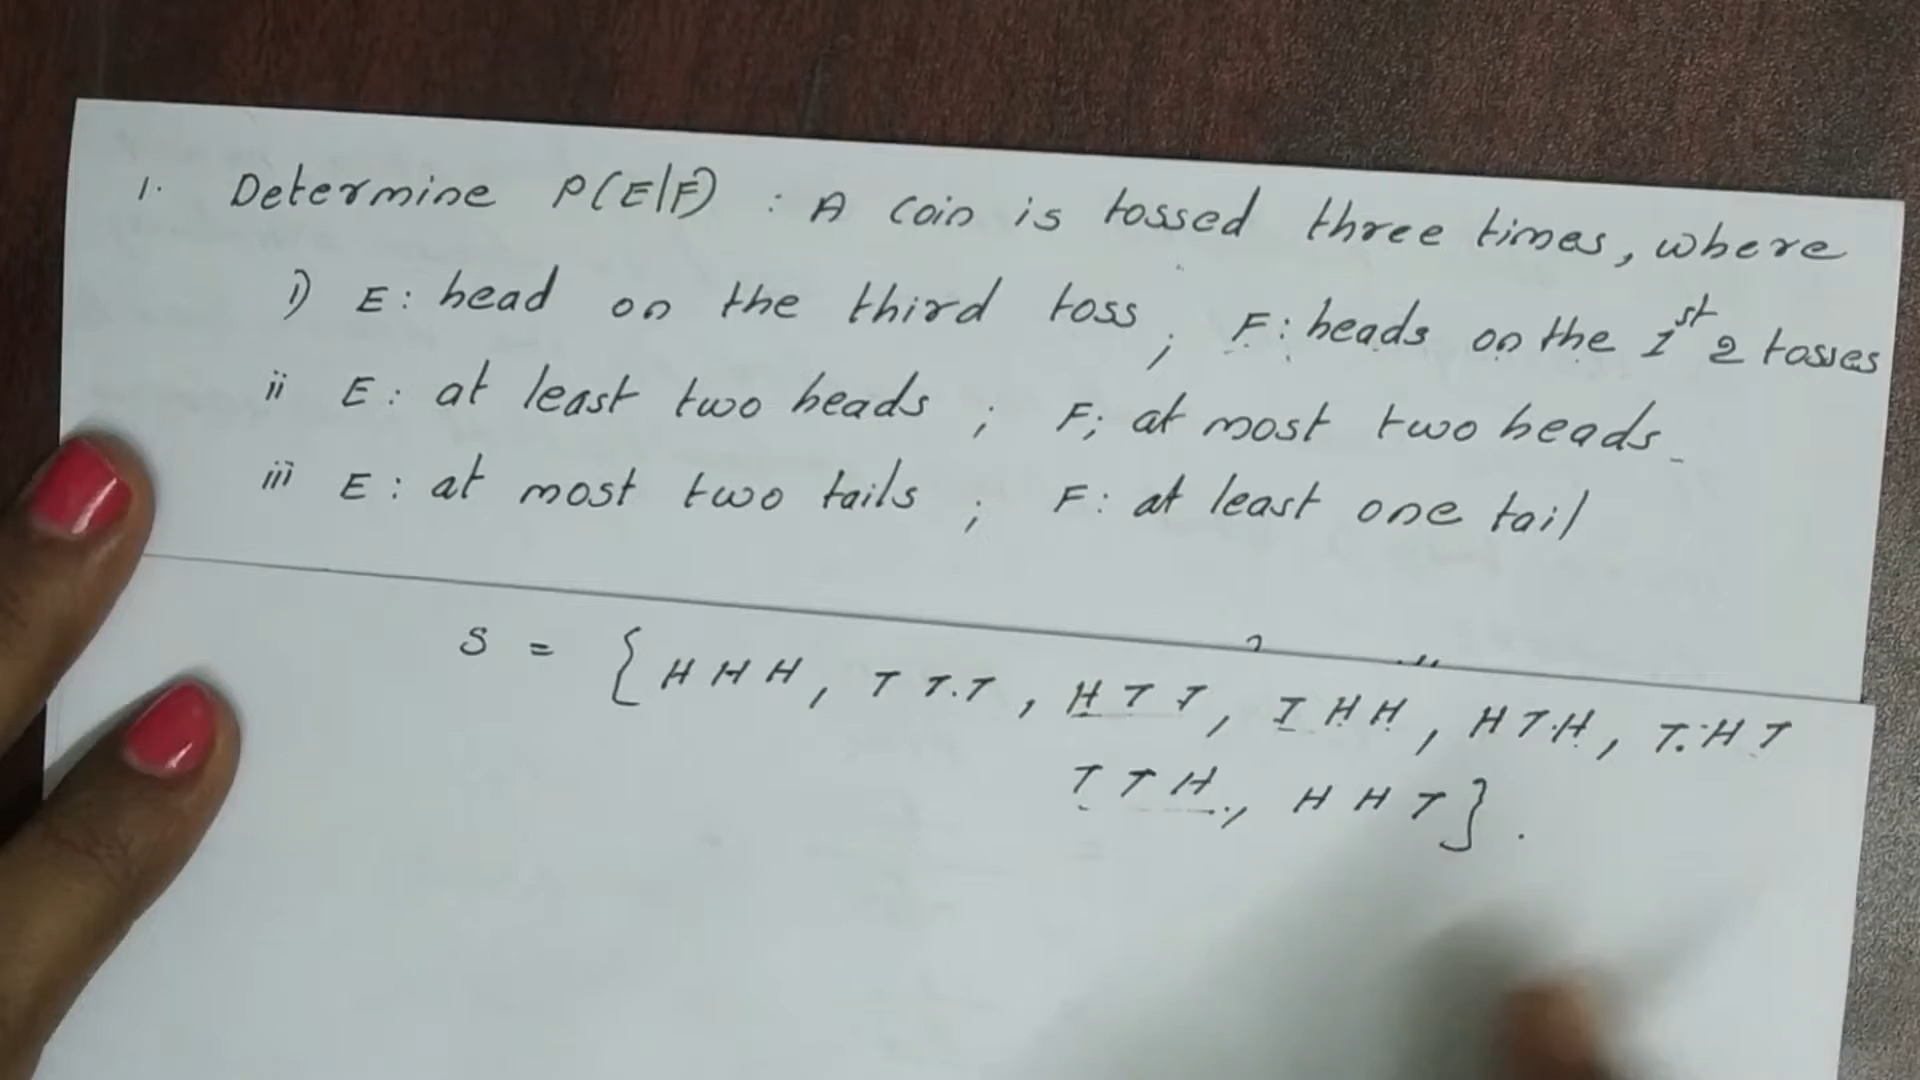 1. Determine P(E|F) : A coin is tossed three times, where
i) E: head on the third toss ; F: heads on the 1st 2 tosses
ii E: at least two heads ; F; at most two heads
iii E: at most two tails ; F: at least one tail
S = {HHH, TTT, HTT, THH, HTH, THT
TTH, HHT}.